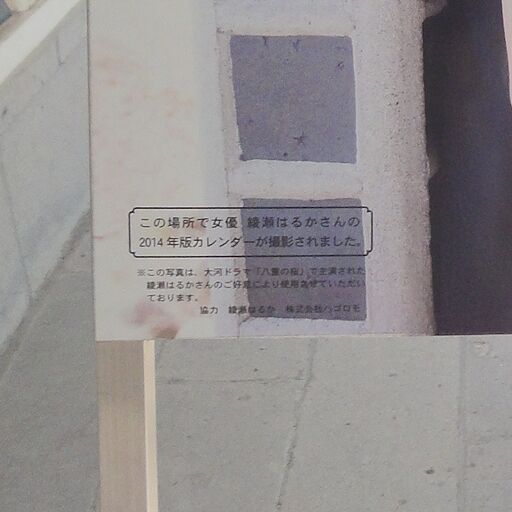 この場所で女優 綾瀬はるかさんの
2014年版カレンダーが撮影されました。
※この写真は、大河ドラマ「八重の桜」で主演された
綾瀬はるかさんのご好意により使用させていただい
ております。
協力 綾瀬はるか 株式会社ハゴロモ